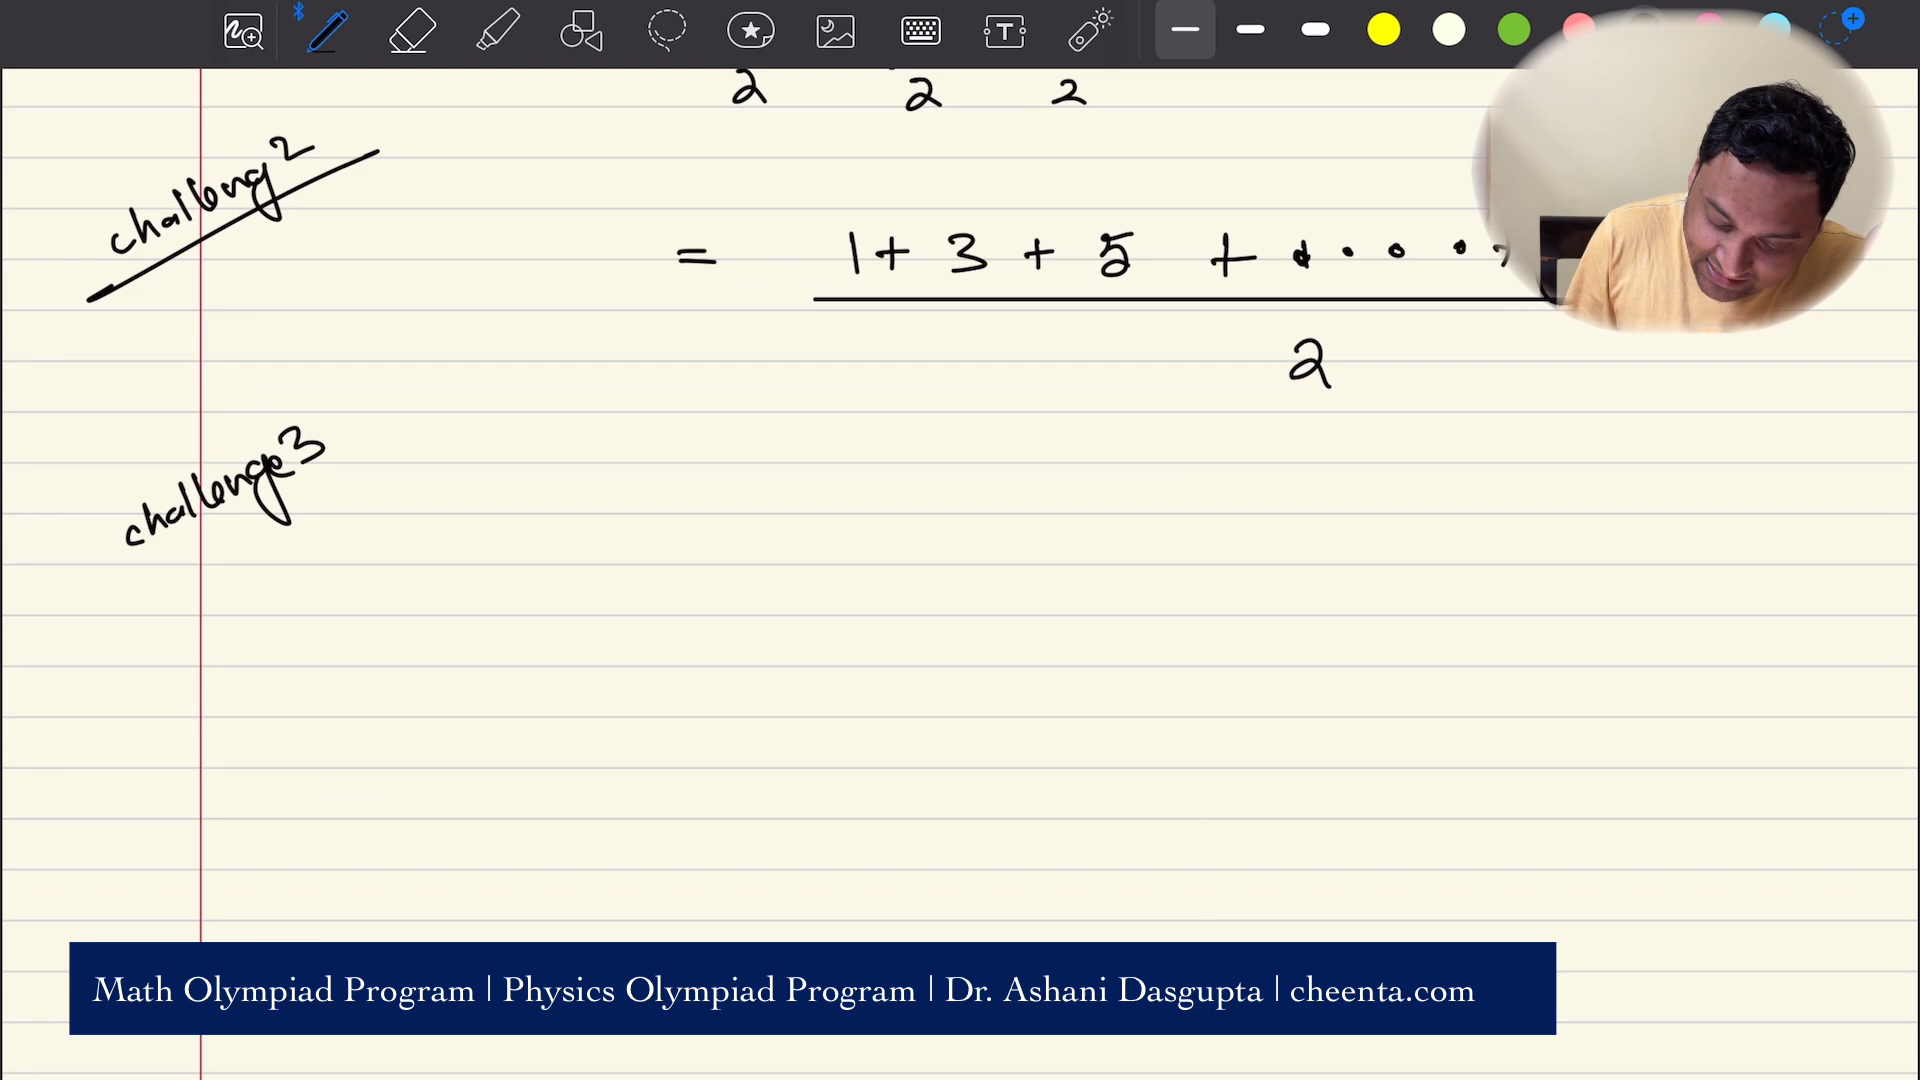 2 2 2
challeng 2
= 1 + 3 + 5 + . . . .
2
challenge 3
Math Olympiad Program | Physics Olympiad Program | Dr. Ashani Dasgupta | cheenta.com